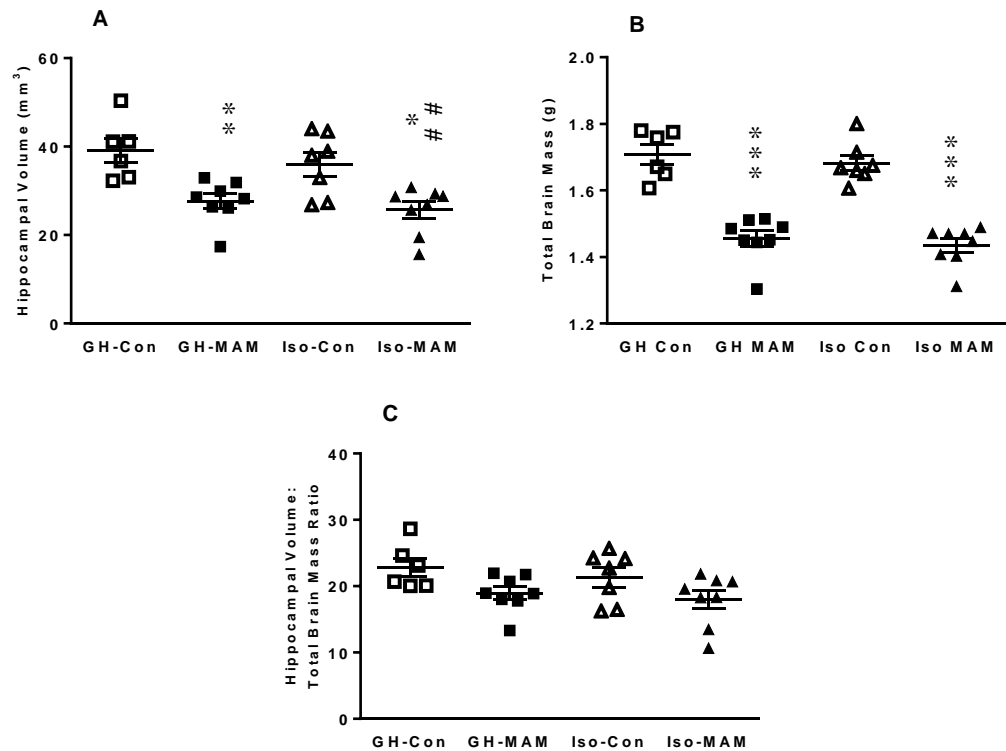 A
Hippocampal Volume (mm³)
60
40
20
0
**
*
##
GH-Con GH-MAM Iso-Con Iso-MAM
B
Total Brain Mass (g)
2.0
1.8
1.6
1.4
1.2
***
***
GH Con GH MAM Iso Con Iso MAM
C
Hippocampal Volume:
Total Brain Mass Ratio
40
30
20
10
0
GH-Con GH-MAM Iso-Con Iso-MAM